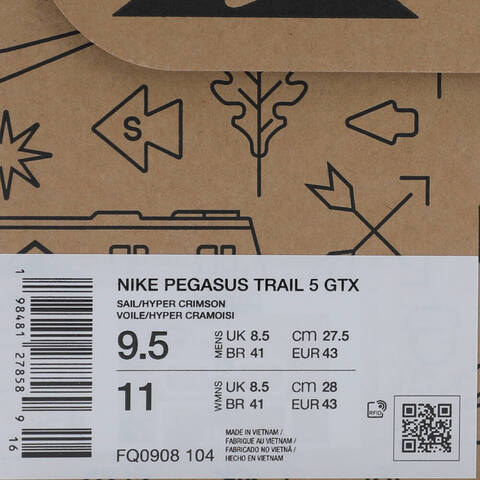 S
NIKE PEGASUS TRAIL 5 GTX
SAIL/HYPER CRIMSON
VOILE/HYPER CRAMOISI
9.5 MENS UK 8.5 CM 27.5
BR 41 EUR 43
11 WMNS UK 8.5 CM 28
BR 41 EUR 43
MADE IN VIETNAM /
FABRIQUE AU VIETNAM /
FABRICADO NO VIETNÃ /
HECHO EN VIETNAM
FQ0908 104
RFID
1 98481 27858 9 16